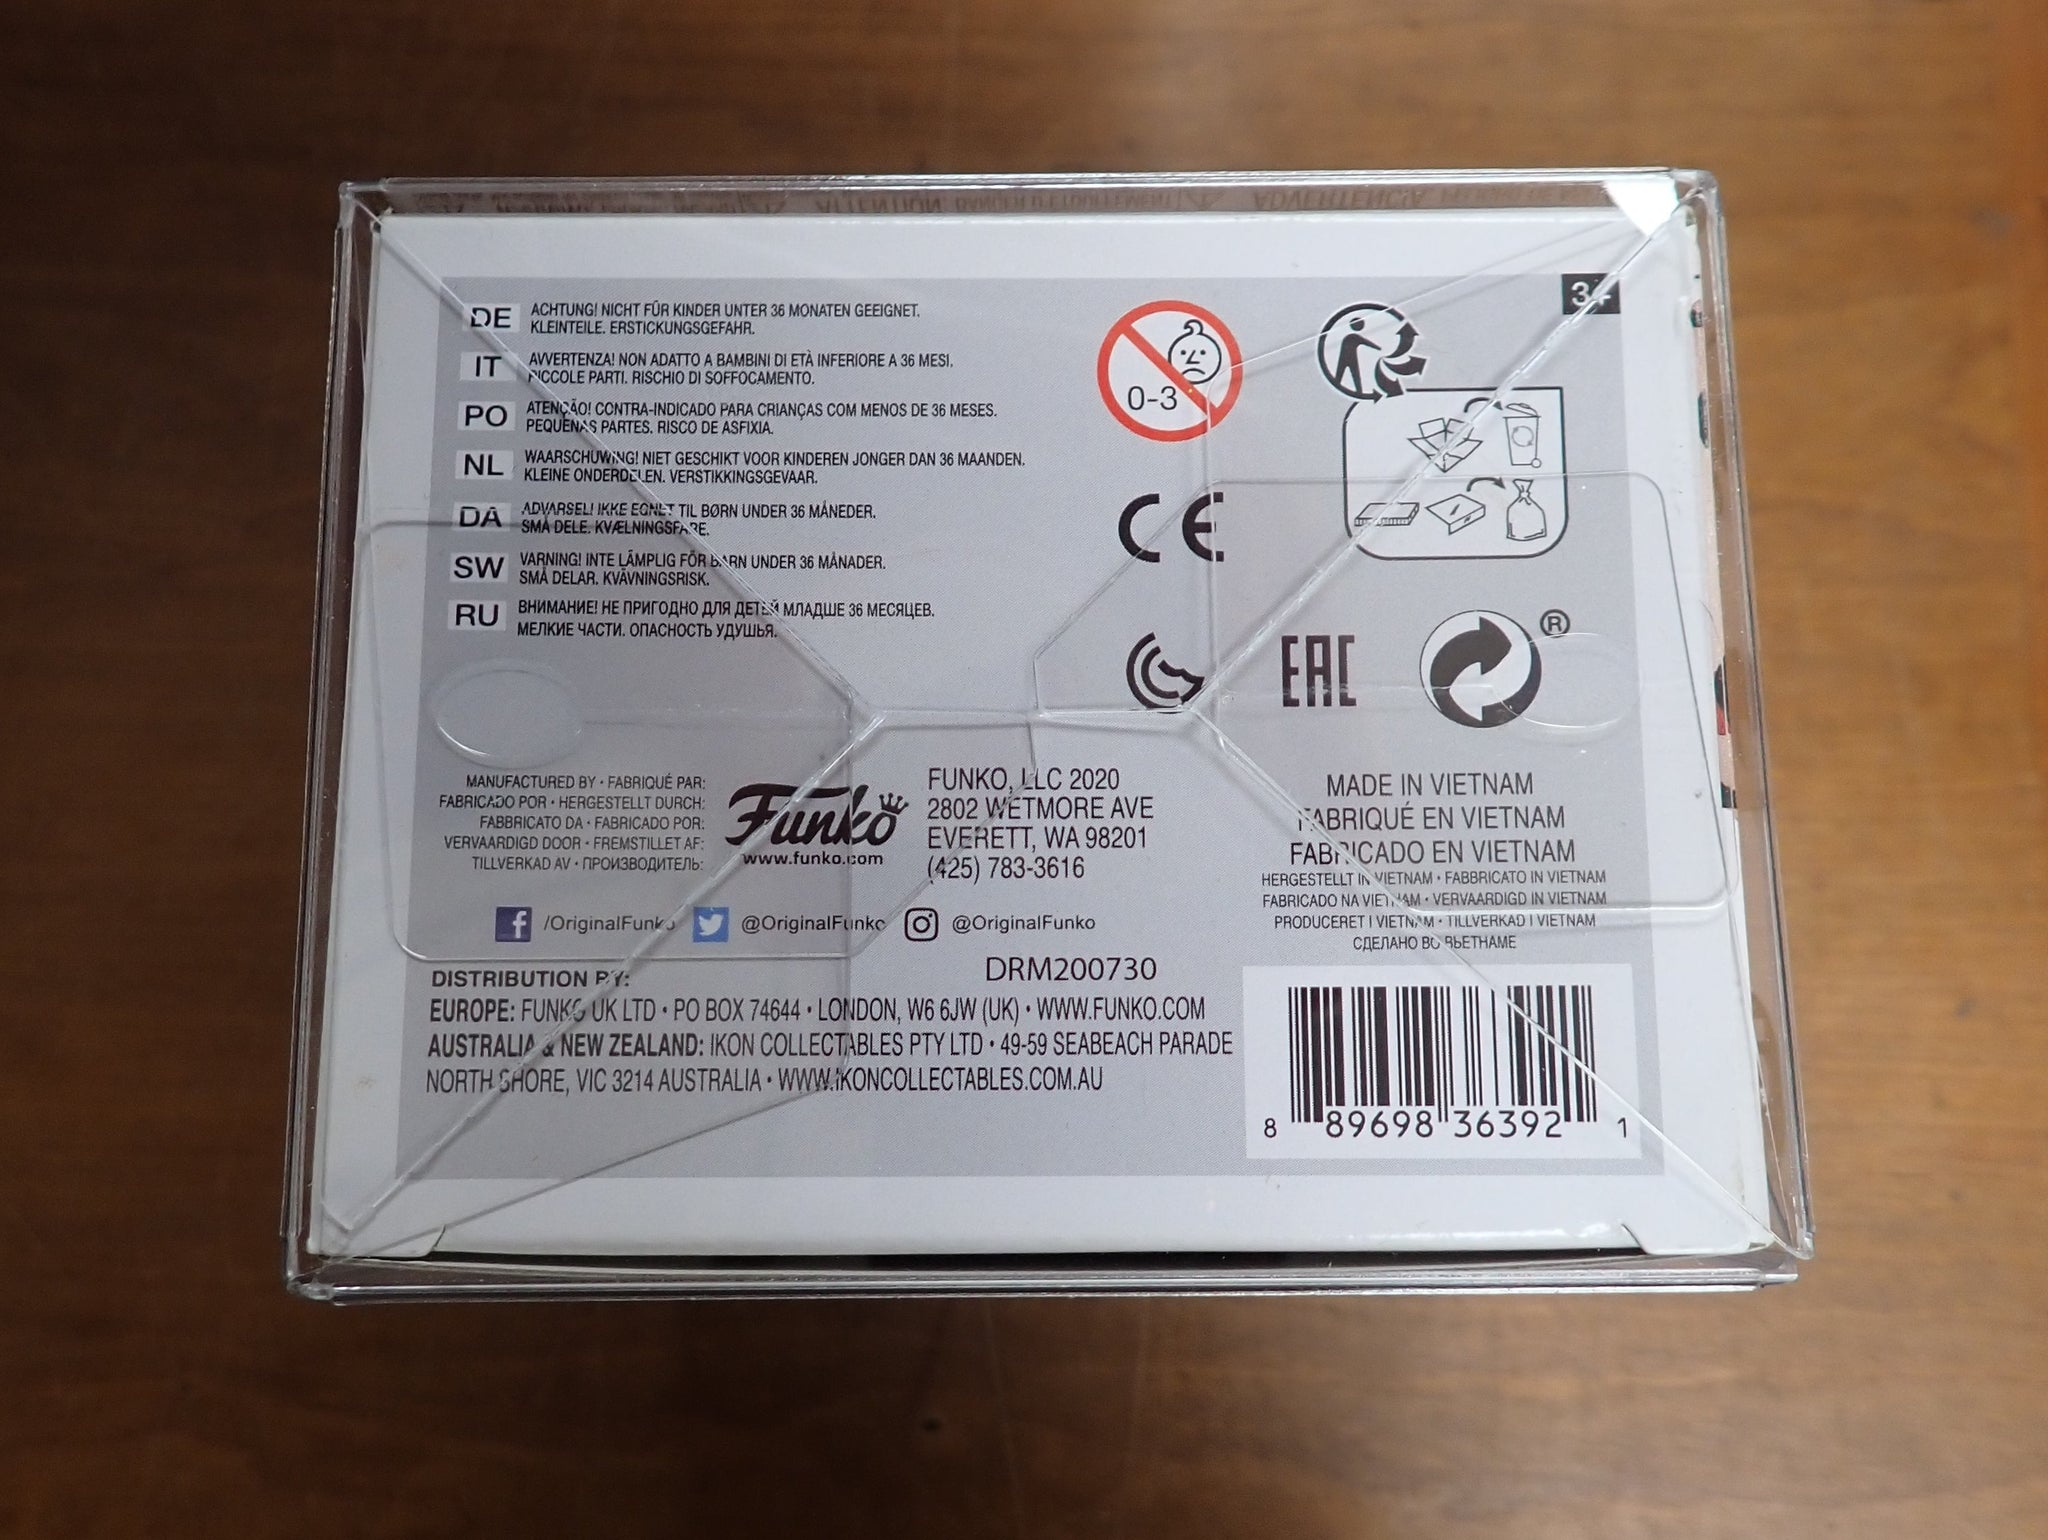 ATTENTION: DANGER D'ÉTOUFFEMENT
ADVERTENCIA
3+
DE ACHTUNG! NICHT FÜR KINDER UNTER 36 MONATEN GEEIGNET.
KLEINTEILE. ERSTICKUNGSGEFAHR.
IT AVVERTENZA! NON ADATTO A BAMBINI DI ETÀ INFERIORE A 36 MESI.
PICCOLE PARTI. RISCHIO DI SOFFOCAMENTO.
PO ATENÇÃO! CONTRA-INDICADO PARA CRIANÇAS COM MENOS DE 36 MESES.
PEQUENAS PARTES. RISCO DE ASFIXIA.
NL WAARSCHUWING! NIET GESCHIKT VOOR KINDEREN JONGER DAN 36 MAANDEN.
KLEINE ONDERDELEN. VERSTIKKINGSGEVAAR.
DA ADVARSEL! IKKE EGNET TIL BØRN UNDER 36 MÅNEDER.
SMÅ DELE. KVÆLNINGSFARE.
SW VARNING! INTE LÄMPLIG FÖR BARN UNDER 36 MÅNADER.
SMÅ DELAR. KVÄVNINGSRISK.
RU ВНИМАНИЕ! НЕ ПРИГОДНО ДЛЯ ДЕТЕЙ МЛАДШЕ 36 МЕСЯЦЕВ.
МЕЛКИЕ ЧАСТИ. ОПАСНОСТЬ УДУШЬЯ.
0-3
CE
EAC
®
MANUFACTURED BY • FABRIQUÉ PAR:
FABRICADO POR • HERGESTELLT DURCH:
FABBRICATO DA • FABRICADO POR:
VERVAARDIGD DOOR • FREMSTILLET AF:
TILLVERKAD AV • ПРОИЗВОДИТЕЛЬ:
Funko
www.funko.com
FUNKO, LLC 2020
2802 WETMORE AVE
EVERETT, WA 98201
(425) 783-3616
MADE IN VIETNAM
FABRIQUÉ EN VIETNAM
FABRICADO EN VIETNAM
HERGESTELLT IN VIETNAM • FABBRICATO IN VIETNAM
FABRICADO NA VIETNAM • VERVAARDIGD IN VIETNAM
PRODUCERET I VIETNAM • TILLVERKAD I VIETNAM
СДЕЛАНО ВО ВЬЕТНАМЕ
/OriginalFunko @OriginalFunko @OriginalFunko
DRM200730
DISTRIBUTION BY:
EUROPE: FUNKO UK LTD • PO BOX 74644 • LONDON, W6 6JW (UK) • WWW.FUNKO.COM
AUSTRALIA & NEW ZEALAND: IKON COLLECTABLES PTY LTD • 49-59 SEABEACH PARADE
NORTH SHORE, VIC 3214 AUSTRALIA • WWW.IKONCOLLECTABLES.COM.AU
8 89698 36392 1